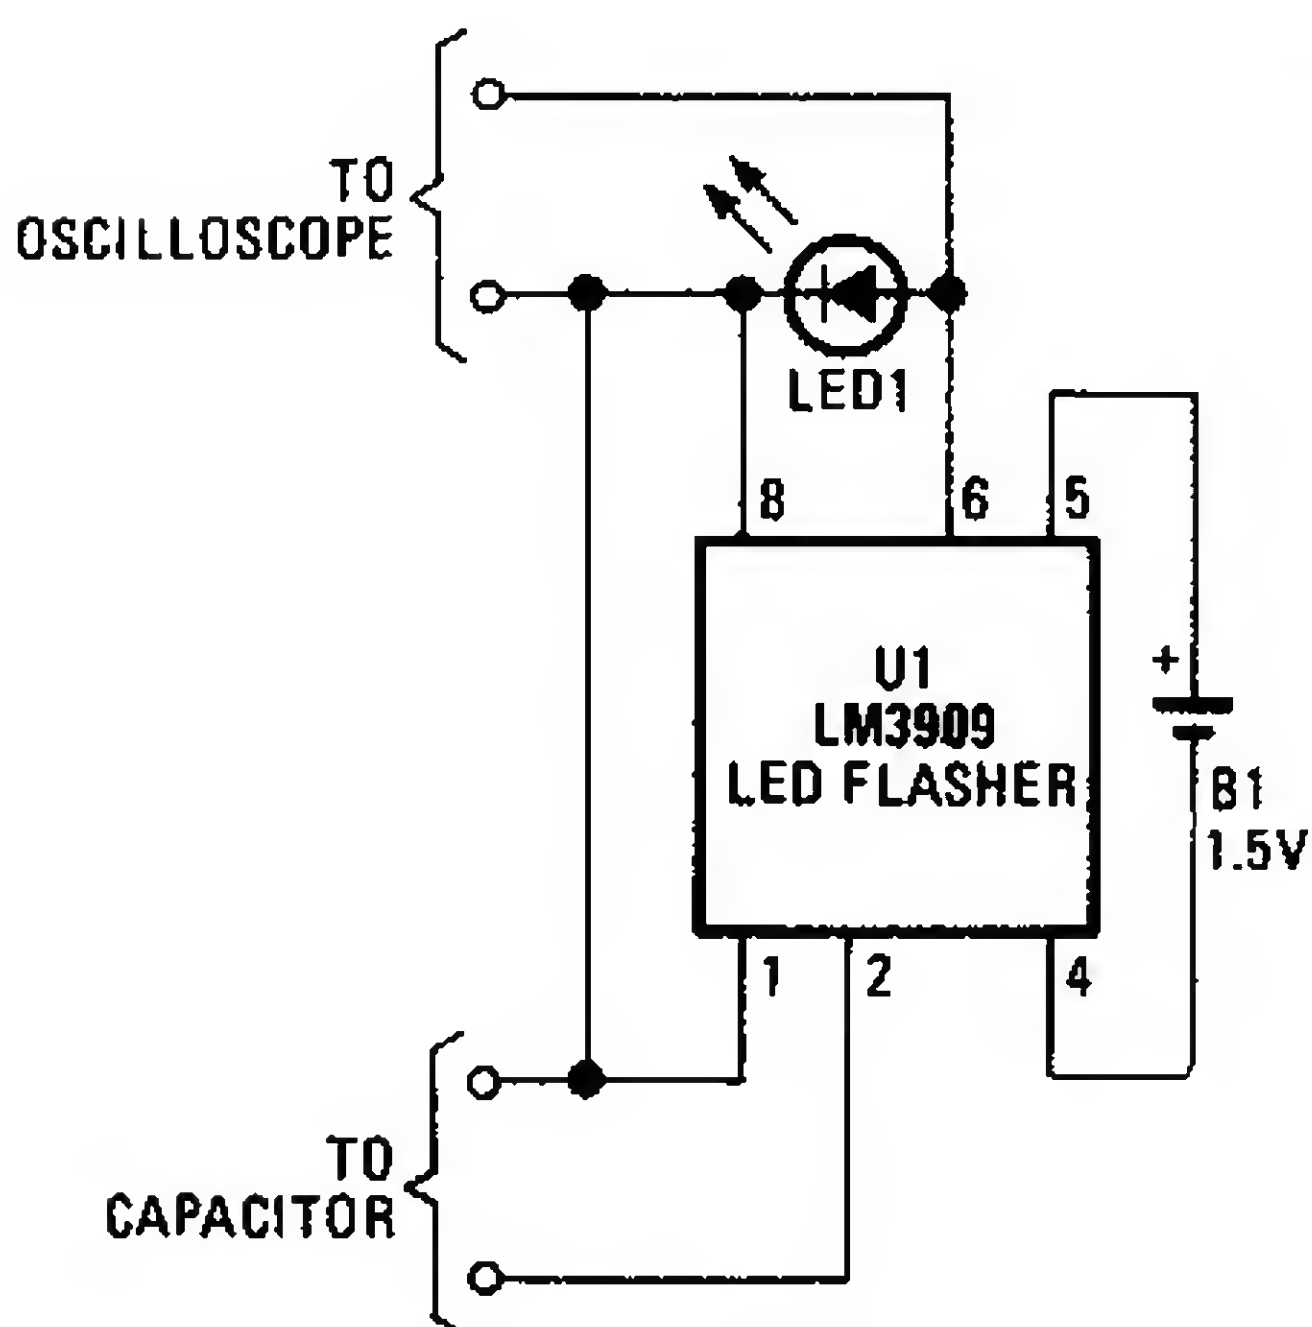 TO
OSCILLOSCOPE
LED1
8
6
5
U1
LM3909
LED FLASHER
+
B1
1.5V
1
2
4
TO
CAPACITOR